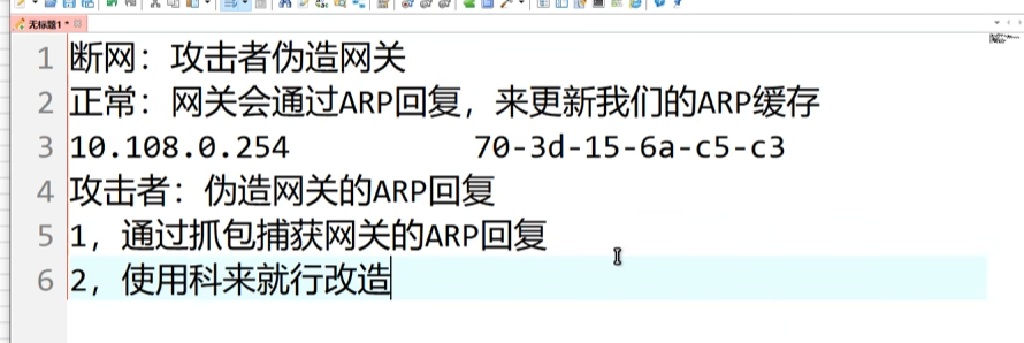 无标题1 *
1 断网：攻击者伪造网关
2 正常：网关会通过ARP回复，来更新我们的ARP缓存
3 10.108.0.254 70-3d-15-6a-c5-c3
4 攻击者：伪造网关的ARP回复
5 1，通过抓包捕获网关的ARP回复
6 2，使用科来就行改造